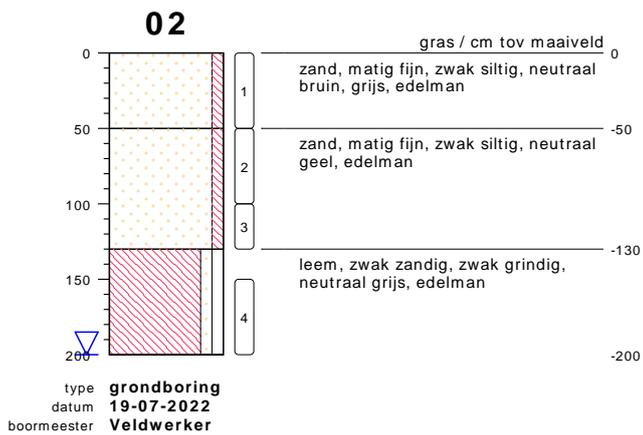 02
gras / cm tov maaiveld
0
0
zand, matig fijn, zwak siltig, neutraal
bruin, grijs, edelman
1
50
-50
zand, matig fijn, zwak siltig, neutraal
geel, edelman
2
100
3
-130
leem, zwak zandig, zwak grindig,
neutraal grijs, edelman
150
4
200
-200
type grondboring
datum 19-07-2022
boormeester Veldwerker